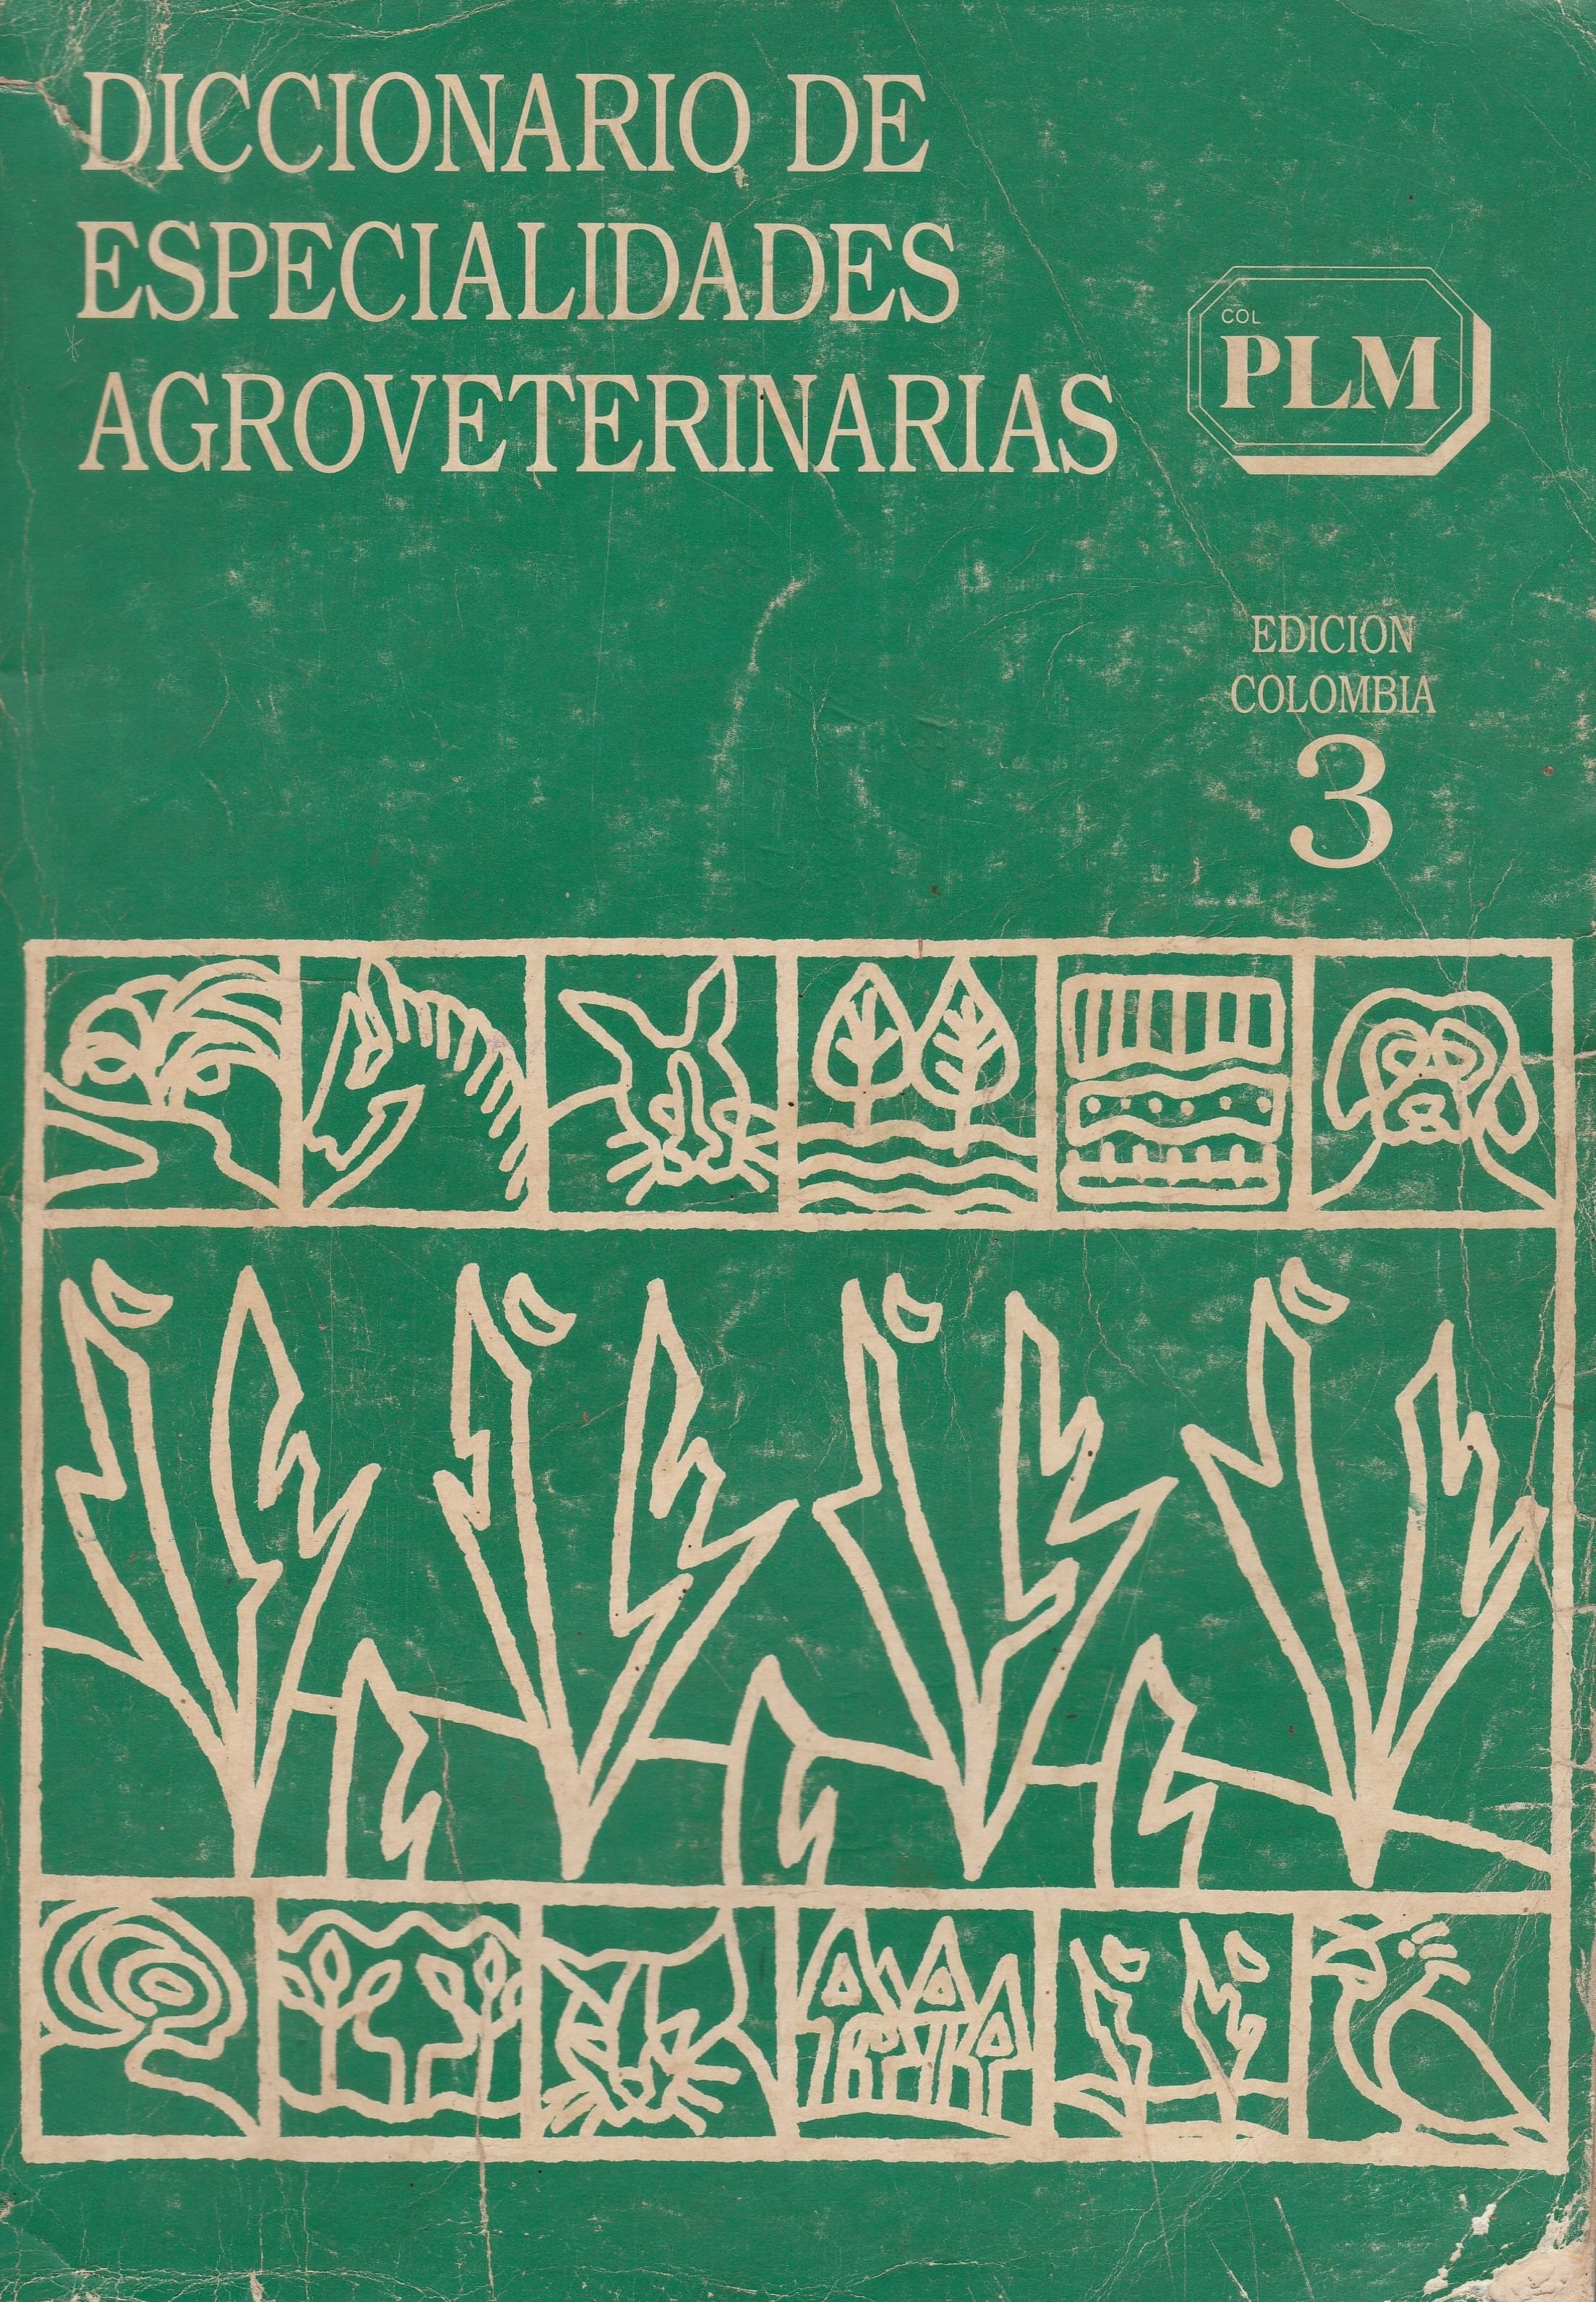 DICCIONARIO DE
ESPECIALIDADES
AGROVETERINARIAS
COL
PLM
EDICION
COLOMBIA
3